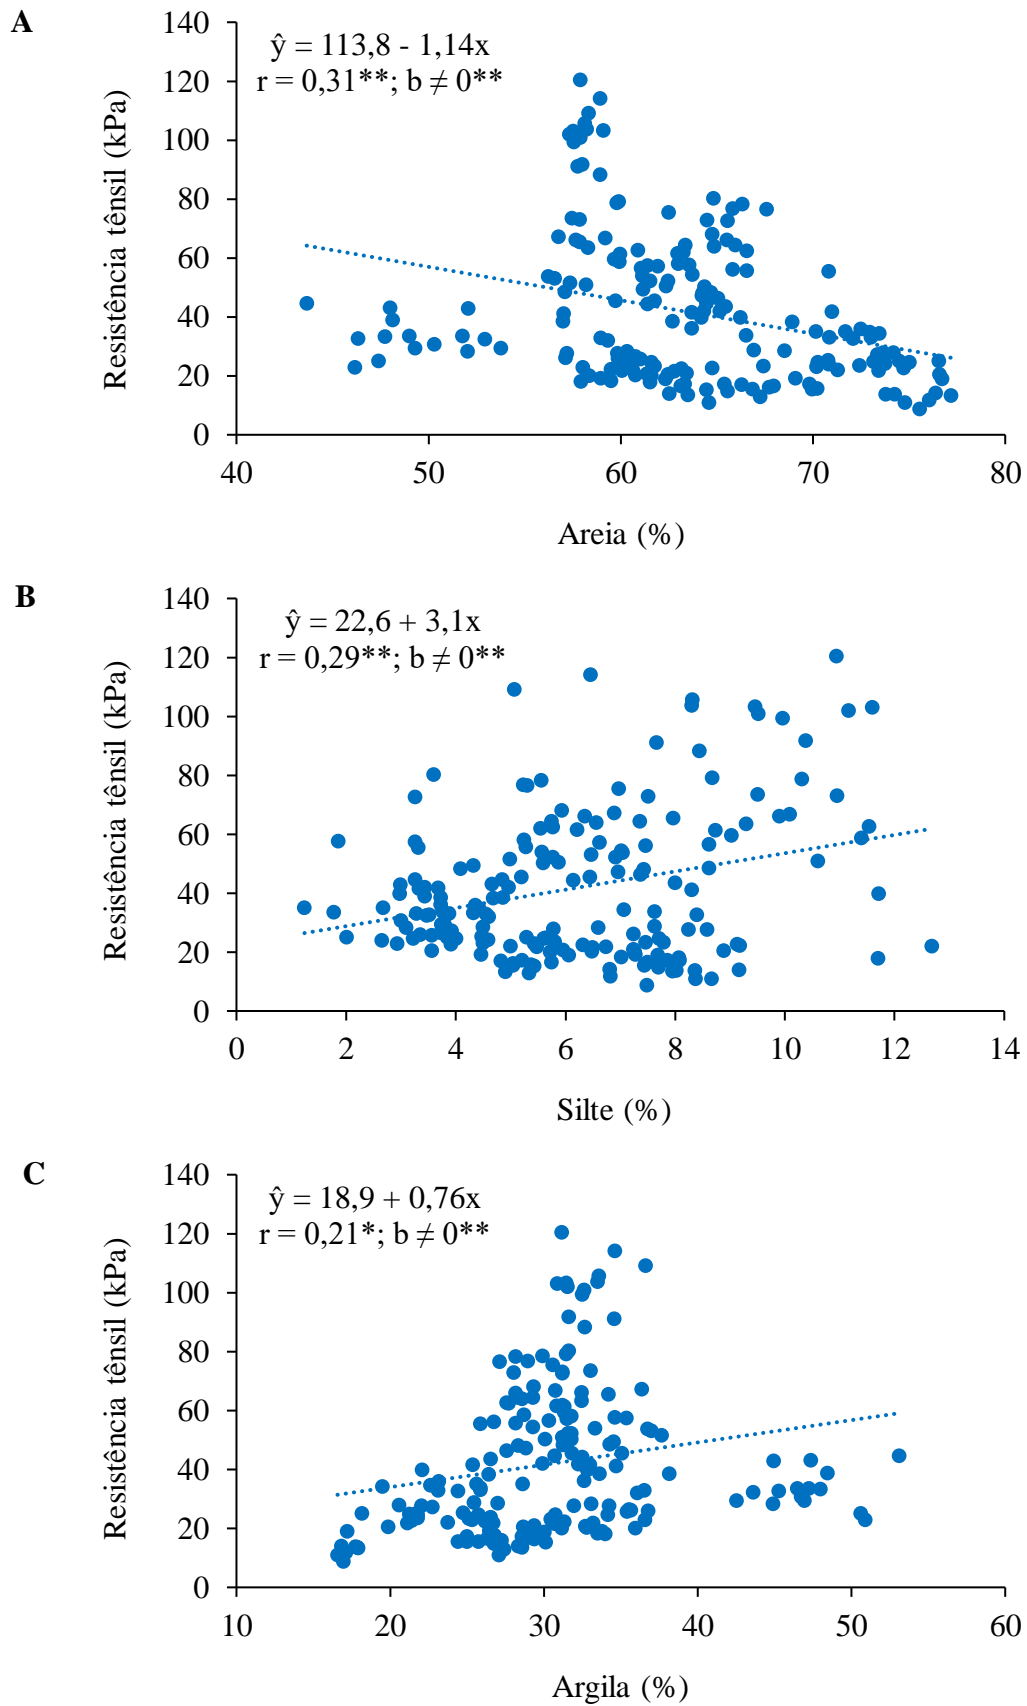 A
ŷ = 113,8 - 1,14x
r = 0,31**; b ≠ 0**
Resistência tênsil (kPa)
140
120
100
80
60
40
20
0
40 50 60 70 80
Areia (%)
B
ŷ = 22,6 + 3,1x
r = 0,29**; b ≠ 0**
Resistência tênsil (kPa)
140
120
100
80
60
40
20
0
0 2 4 6 8 10 12 14
Silte (%)
C
ŷ = 18,9 + 0,76x
r = 0,21*; b ≠ 0**
Resistência tênsil (kPa)
140
120
100
80
60
40
20
0
10 20 30 40 50 60
Argila (%)